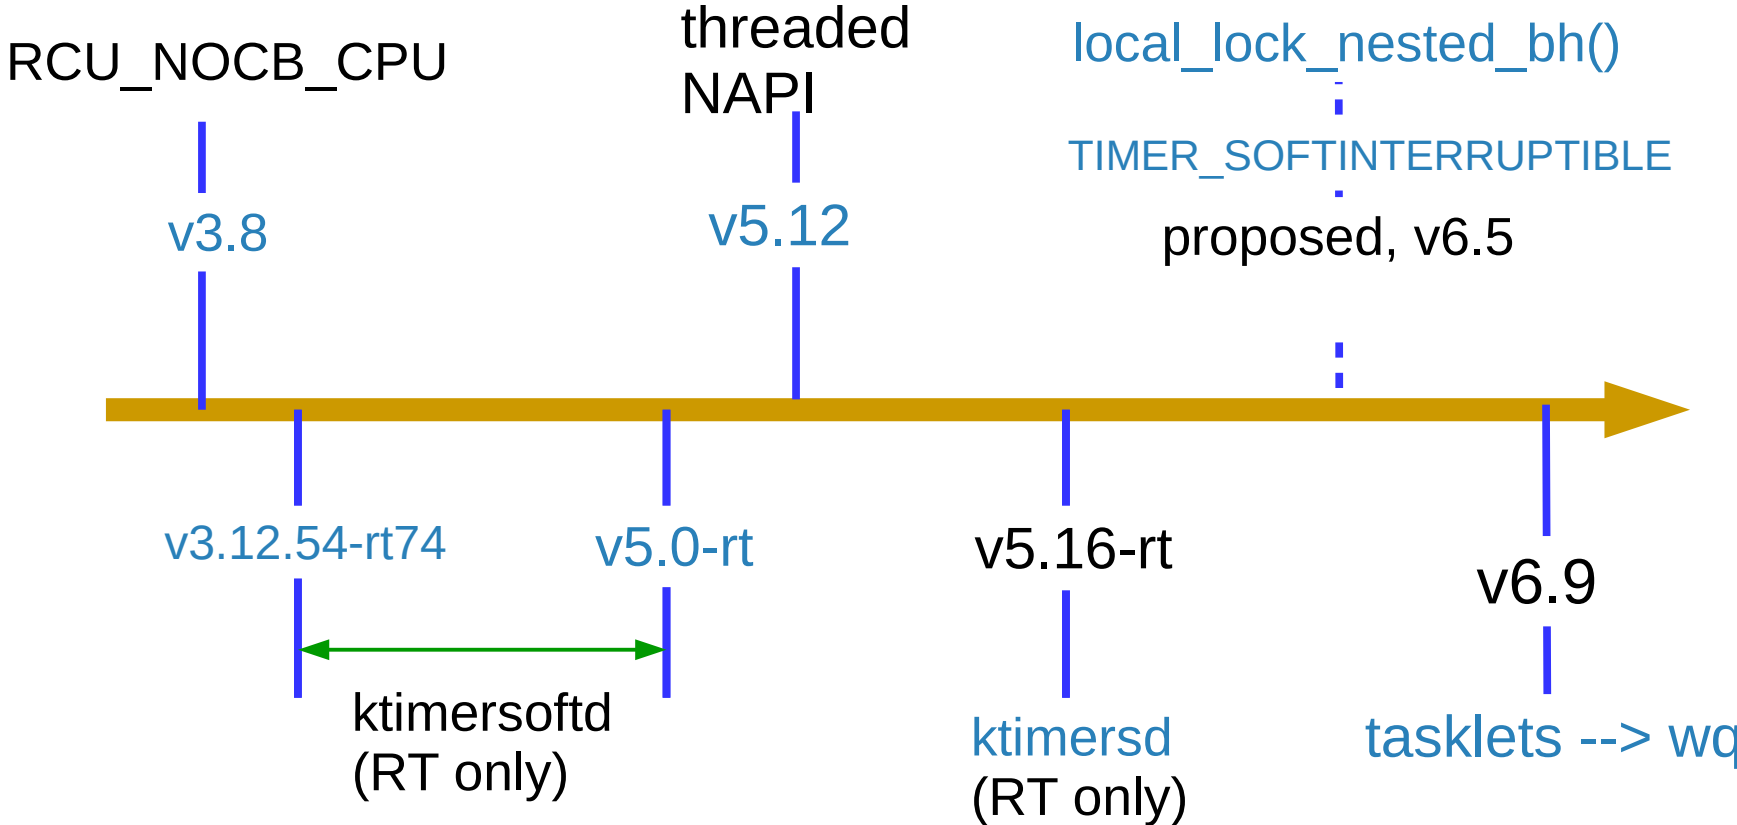 RCU_NOCB_CPU
v3.8
threaded
NAPI
v5.12
local_lock_nested_bh()
TIMER_SOFTINTERRUPTIBLE
proposed, v6.5
v3.12.54-rt74
v5.0-rt
ktimersoftd
(RT only)
v5.16-rt
ktimersd
(RT only)
v6.9
tasklets --> wq